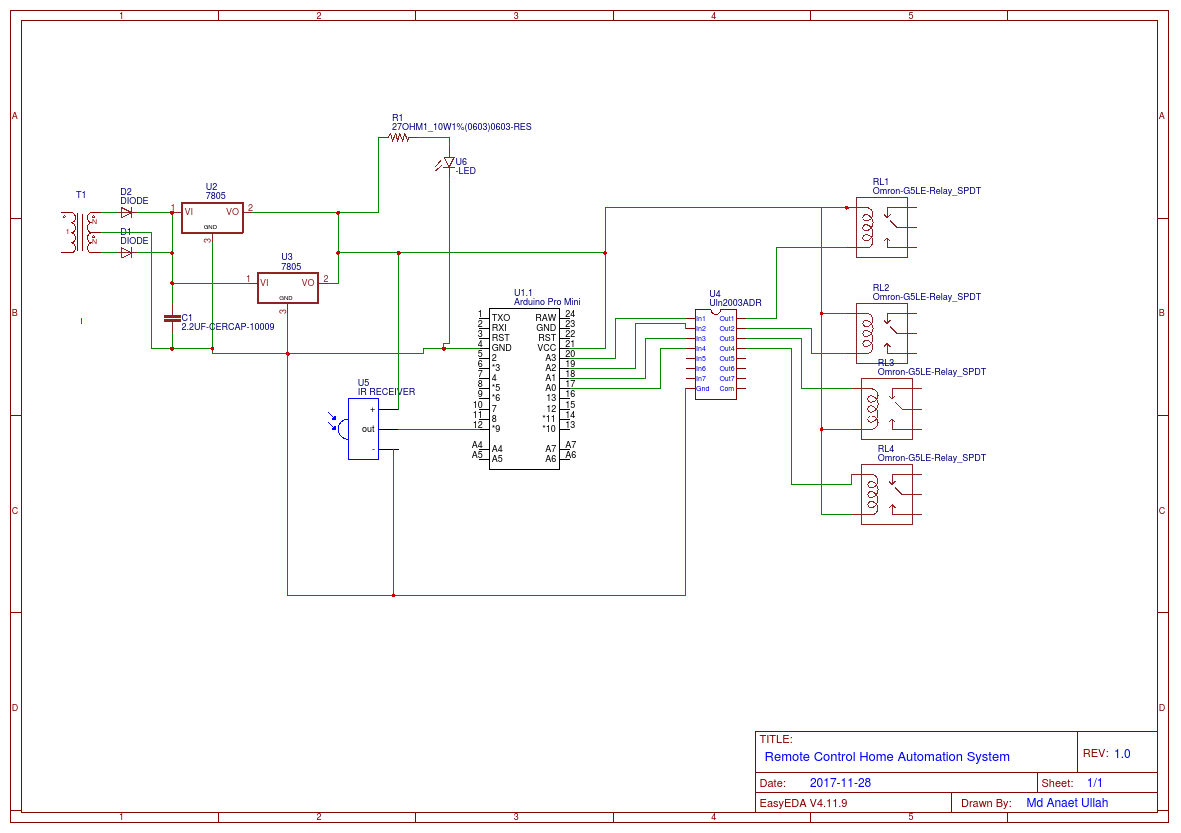 1 2 3 4 5
A A
B B
C C
D D
1 2 3 4 5
T1
1
2
2
D2
DIODE
D1
DIODE
U2
7805
1 VI VO 2
GND
3
U3
7805
1 VI VO 2
GND
3
C1
2.2UF-CERCAP-10009
I
R1
27OHM1_10W1%(0603)0603-RES
U6
-LED
U5
IR RECEIVER
+
out
-
U1.1
Arduino Pro Mini
1 TXO RAW 24
2 RXI GND 23
3 RST RST 22
4 GND VCC 21
5 2 A3 20
6 *3 A2 19
7 4 A1 18
8 *5 A0 17
9 *6 13 16
10 7 12 15
11 8 *11 14
12 *9 *10 13
A4 A4 A7 A7
A5 A5 A6 A6
U4
Uln2003ADR
In1 Out1
In2 Out2
In3 Out3
In4 Out4
In5 Out5
In6 Out6
In7 Out7
Gnd Com
RL1
Omron-G5LE-Relay_SPDT
RL2
Omron-G5LE-Relay_SPDT
RL3
Omron-G5LE-Relay_SPDT
RL4
Omron-G5LE-Relay_SPDT
TITLE:
Remote Control Home Automation System
REV: 1.0
Date: 2017-11-28
Sheet: 1/1
EasyEDA V4.11.9
Drawn By: Md Anaet Ullah